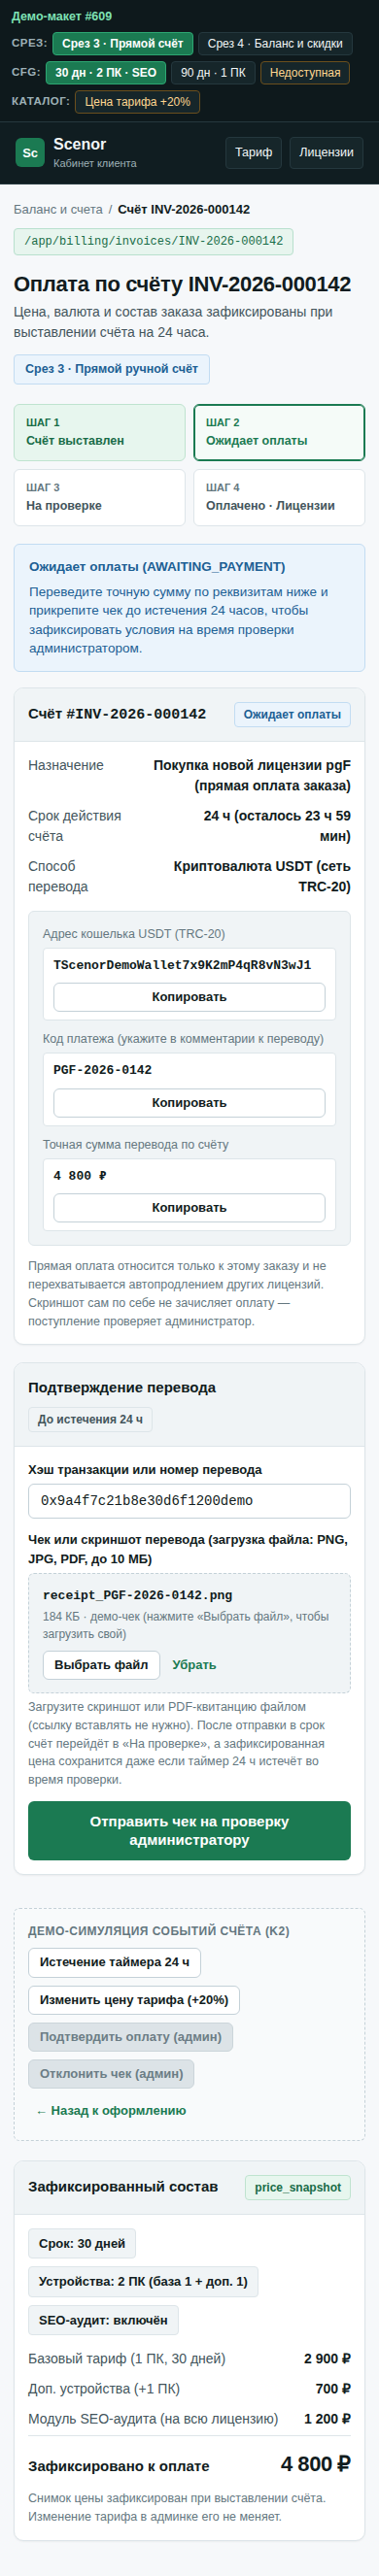 Демо-макет #609
СРЕЗ: Срез 3 · Прямой счёт Срез 4 · Баланс и скидки
CFG: 30 дн · 2 ПК · SEO 90 дн · 1 ПК Недоступная
КАТАЛОГ: Цена тарифа +20%
Sc Scenor
Кабинет клиента
Тариф Лицензии
Баланс и счета / Счёт INV-2026-000142
/app/billing/invoices/INV-2026-000142
Оплата по счёту INV-2026-000142
Цена, валюта и состав заказа зафиксированы при
выставлении счёта на 24 часа.
Срез 3 · Прямой ручной счёт
ШАГ 1
Счёт выставлен
ШАГ 2
Ожидает оплаты
ШАГ 3
На проверке
ШАГ 4
Оплачено · Лицензии
Ожидает оплаты (AWAITING_PAYMENT)
Переведите точную сумму по реквизитам ниже и
прикрепите чек до истечения 24 часов, чтобы
зафиксировать условия на время проверки
администратором.
Счёт #INV-2026-000142 Ожидает оплаты
Назначение Покупка новой лицензии pgF
(прямая оплата заказа)
Срок действия 24 ч (осталось 23 ч 59
счёта мин)
Способ Криптовалюта USDT (сеть
перевода TRC-20)
Адрес кошелька USDT (TRC-20)
TScenorDemoWallet7x9K2mP4qR8vN3wJ1
Копировать
Код платежа (укажите в комментарии к переводу)
PGF-2026-0142
Копировать
Точная сумма перевода по счёту
4 800 ₽
Копировать
Прямая оплата относится только к этому заказу и не
перехватывается автопродлением других лицензий.
Скриншот сам по себе не зачисляет оплату —
поступление проверяет администратор.
Подтверждение перевода
До истечения 24 ч
Хэш транзакции или номер перевода
0x9a4f7c21b8e30d6f1200demo
Чек или скриншот перевода (загрузка файла: PNG,
JPG, PDF, до 10 МБ)
receipt_PGF-2026-0142.png
184 КБ · демо-чек (нажмите «Выбрать файл», чтобы
загрузить свой)
Выбрать файл Убрать
Загрузите скриншот или PDF-квитанцию файлом
(ссылку вставлять не нужно). После отправки в срок
счёт перейдёт в «На проверке», а зафиксированная
цена сохранится даже если таймер 24 ч истечёт во
время проверки.
Отправить чек на проверку
администратору
ДЕМО-СИМУЛЯЦИЯ СОБЫТИЙ СЧЁТА (K2)
Истечение таймера 24 ч
Изменить цену тарифа (+20%)
Подтвердить оплату (админ)
Отклонить чек (админ)
← Назад к оформлению
Зафиксированный состав price_snapshot
Срок: 30 дней
Устройства: 2 ПК (база 1 + доп. 1)
SEO-аудит: включён
Базовый тариф (1 ПК, 30 дней) 2 900 ₽
Доп. устройства (+1 ПК) 700 ₽
Модуль SEO-аудита (на всю лицензию) 1 200 ₽
Зафиксировано к оплате 4 800 ₽
Снимок цены зафиксирован при выставлении счёта.
Изменение тарифа в админке его не меняет.